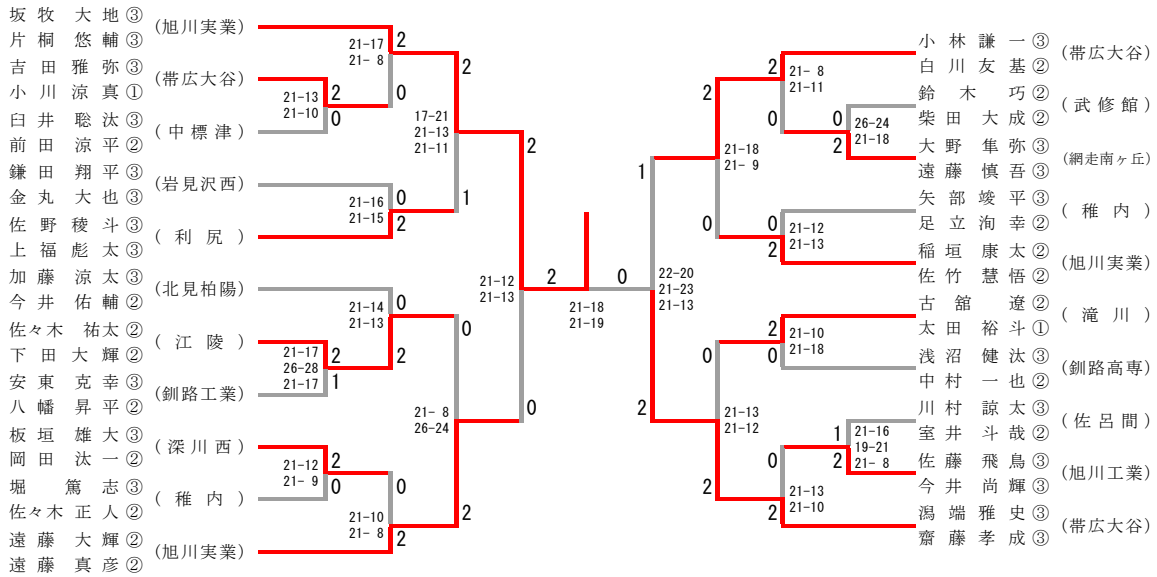 坂牧大地③
片桐悠輔③
(旭川実業)
吉田雅弥③
小川涼真①
(帯広大谷)
臼井聡汰③
前田涼平②
(中標津)
鎌田翔平③
金丸大也③
(岩見沢西)
佐野稜斗③
上福彪太③
(利尻)
加藤涼太③
今井佑輔②
(北見柏陽)
佐々木祐太②
下田大輝②
(江陵)
安東克幸③
八幡昇平②
(釧路工業)
板垣雄大③
岡田汰一②
(深川西)
堀篤志③
佐々木正人②
(稚内)
遠藤大輝②
遠藤真彦②
(旭川実業)
21-17
21- 8
2
0
21-13
21-10
2
0
21-16
21-15
0
2
17-21
21-13
21-11
2
1
21-14
21-13
0
2
21-17
26-28
21-17
2
1
21-12
21- 9
2
0
21-10
21- 8
0
2
21- 8
26-24
0
2
21-12
21-13
2
0
2
0
21-18
21-19
22-20
21-23
21-13
1
2
21-18
21- 9
2
0
21- 8
21-11
2
0
26-24
21-18
0
2
21-12
21-13
0
2
21-13
21-12
0
2
21-10
21-18
2
0
21-16
19-21
21- 8
1
2
21-13
21-10
0
2
小林謙一③
白川友基②
(帯広大谷)
鈴木巧②
柴田大成②
(武修館)
大野隼弥③
遠藤慎吾③
(網走南ヶ丘)
矢部竣平③
足立洵幸②
(稚内)
稲垣康太②
佐竹慧悟②
(旭川実業)
古舘遼②
太田裕斗①
(滝川)
浅沼健汰③
中村一也②
(釧路高専)
川村諒太③
室井斗哉②
(佐呂間)
佐藤飛鳥③
今井尚輝③
(旭川工業)
潟端雅史③
齋藤孝成③
(帯広大谷)